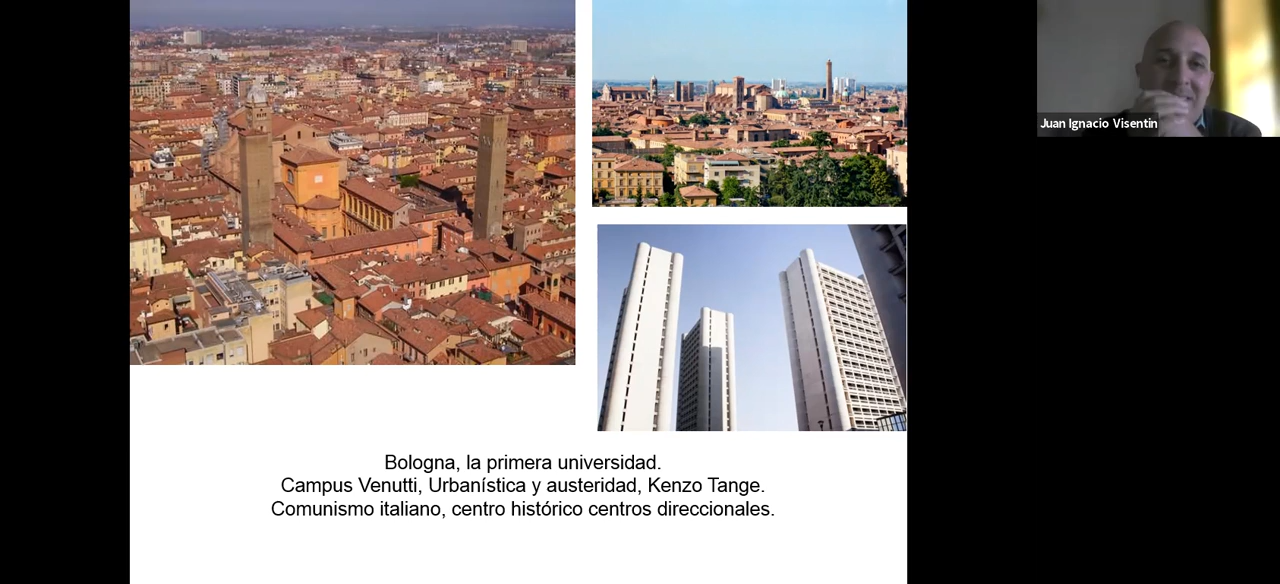 Juan Ignacio Visentin
Bologna, la primera universidad.
Campus Venutti, Urbanística y austeridad, Kenzo Tange.
Comunismo italiano, centro histórico centros direccionales.